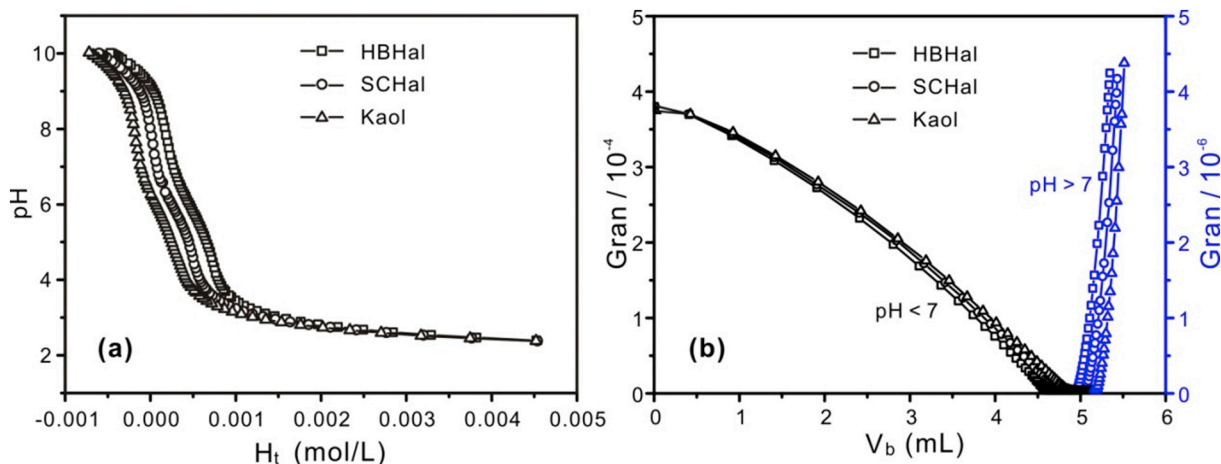 (a)
pH
10
8
6
4
2
HBHal
SCHal
Kaol
-0.001 0.000 0.001 0.002 0.003 0.004 0.005
Ht (mol/L)
(b)
Gran / 10-4
5
4
3
2
1
0
HBHal
SCHal
Kaol
pH < 7
pH > 7
0 1 2 3 4 5 6
Vb (mL)
5
4
3
2
1
0
Gran / 10-6